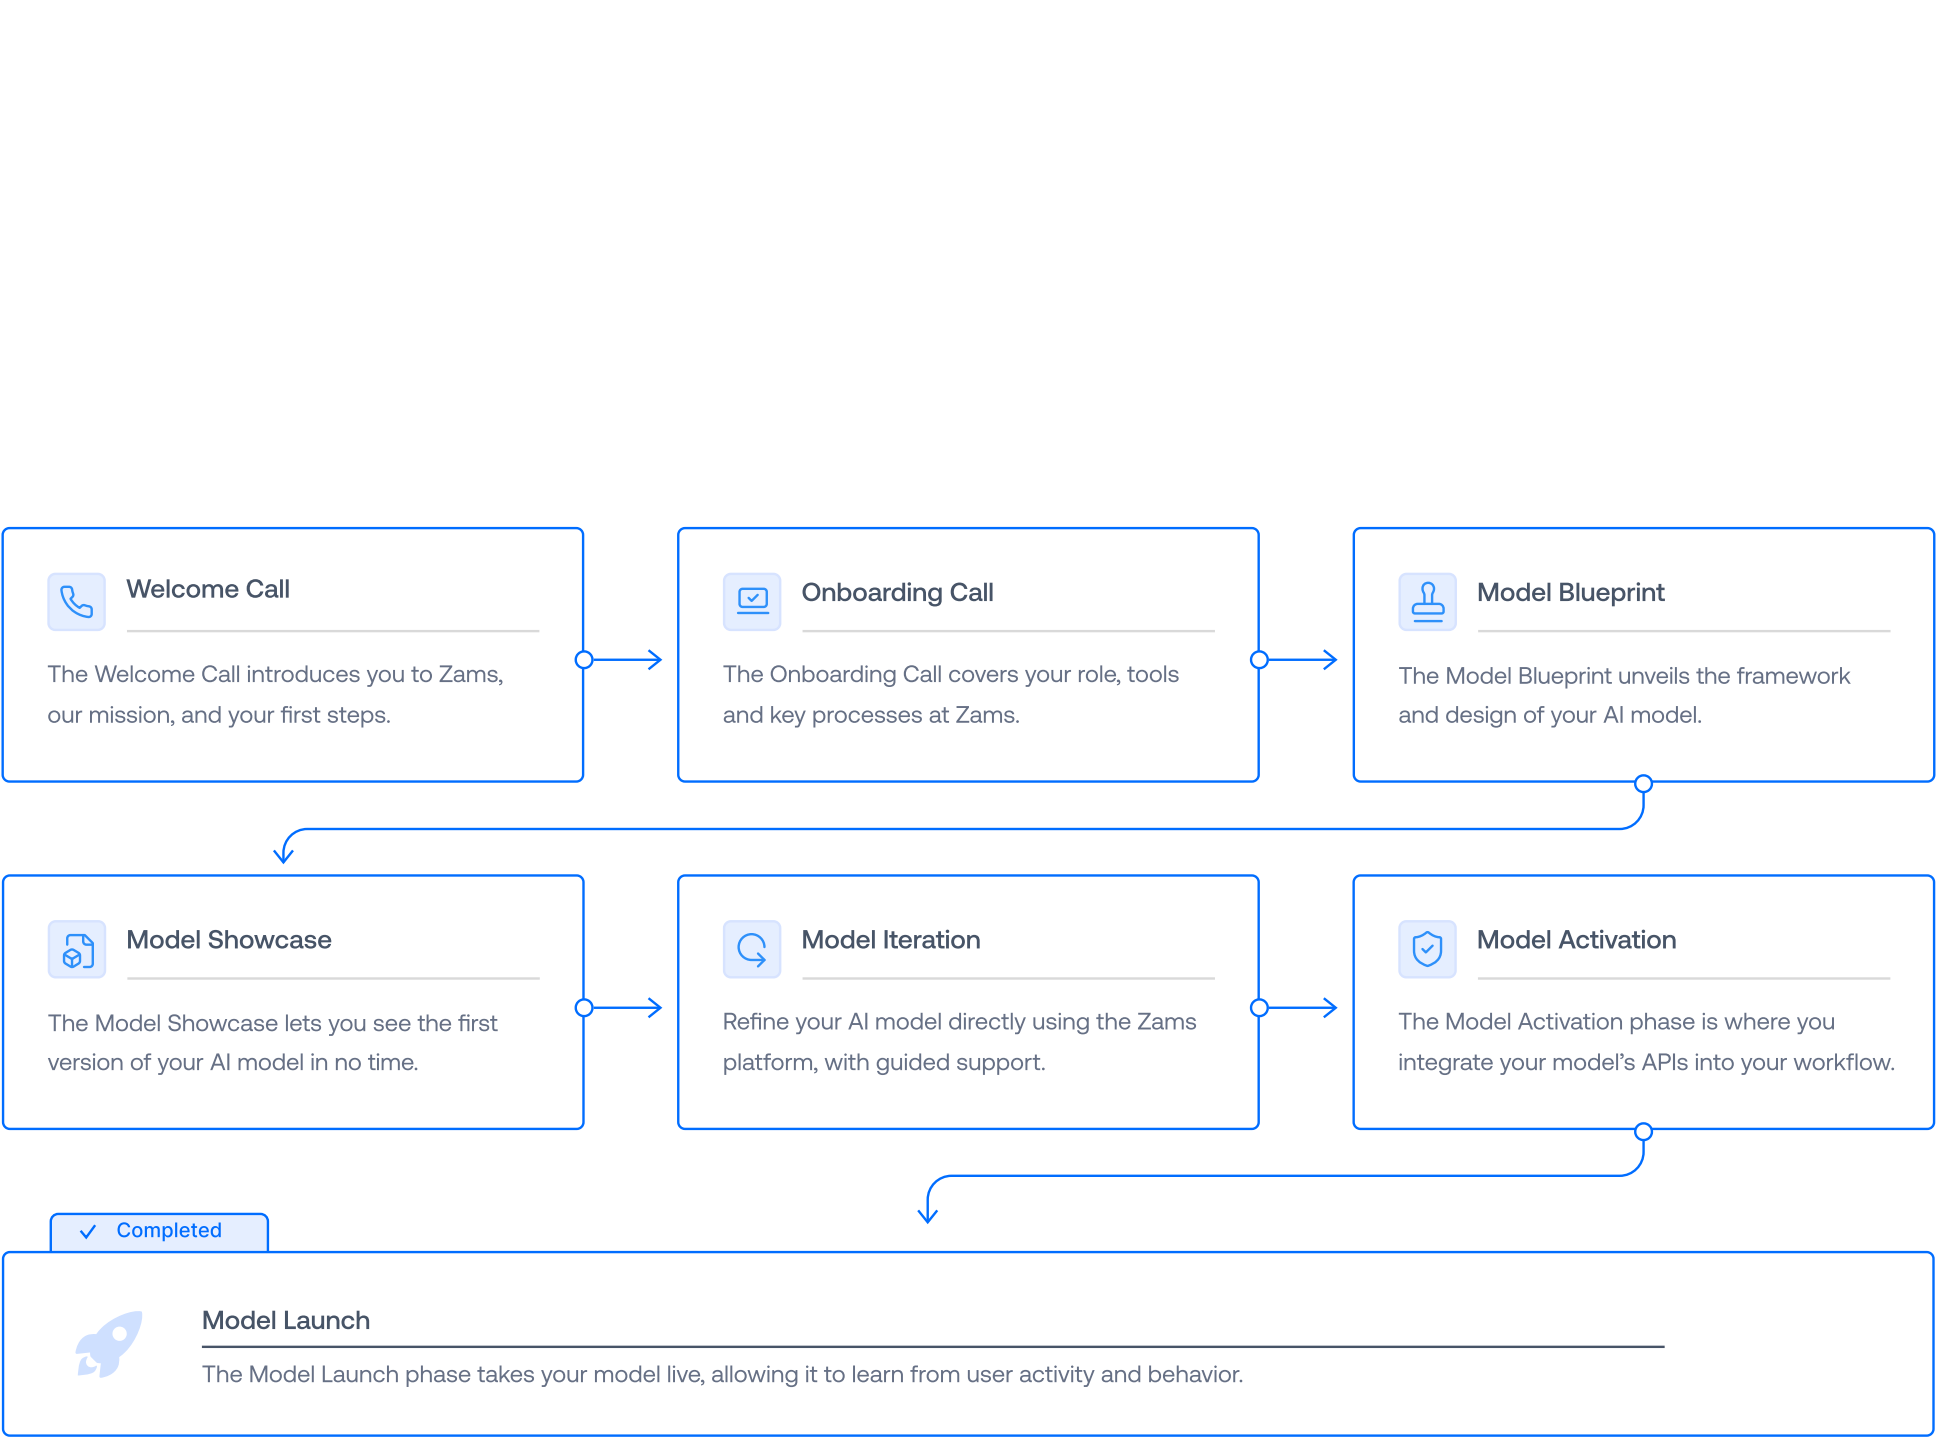 Welcome Call
The Welcome Call introduces you to Zams,
our mission, and your first steps.
Onboarding Call
The Onboarding Call covers your role, tools
and key processes at Zams.
Model Blueprint
The Model Blueprint unveils the framework
and design of your AI model.
Model Showcase
The Model Showcase lets you see the first
version of your AI model in no time.
Model Iteration
Refine your AI model directly using the Zams
platform, with guided support.
Model Activation
The Model Activation phase is where you
integrate your model’s APIs into your workflow.
Completed
Model Launch
The Model Launch phase takes your model live, allowing it to learn from user activity and behavior.